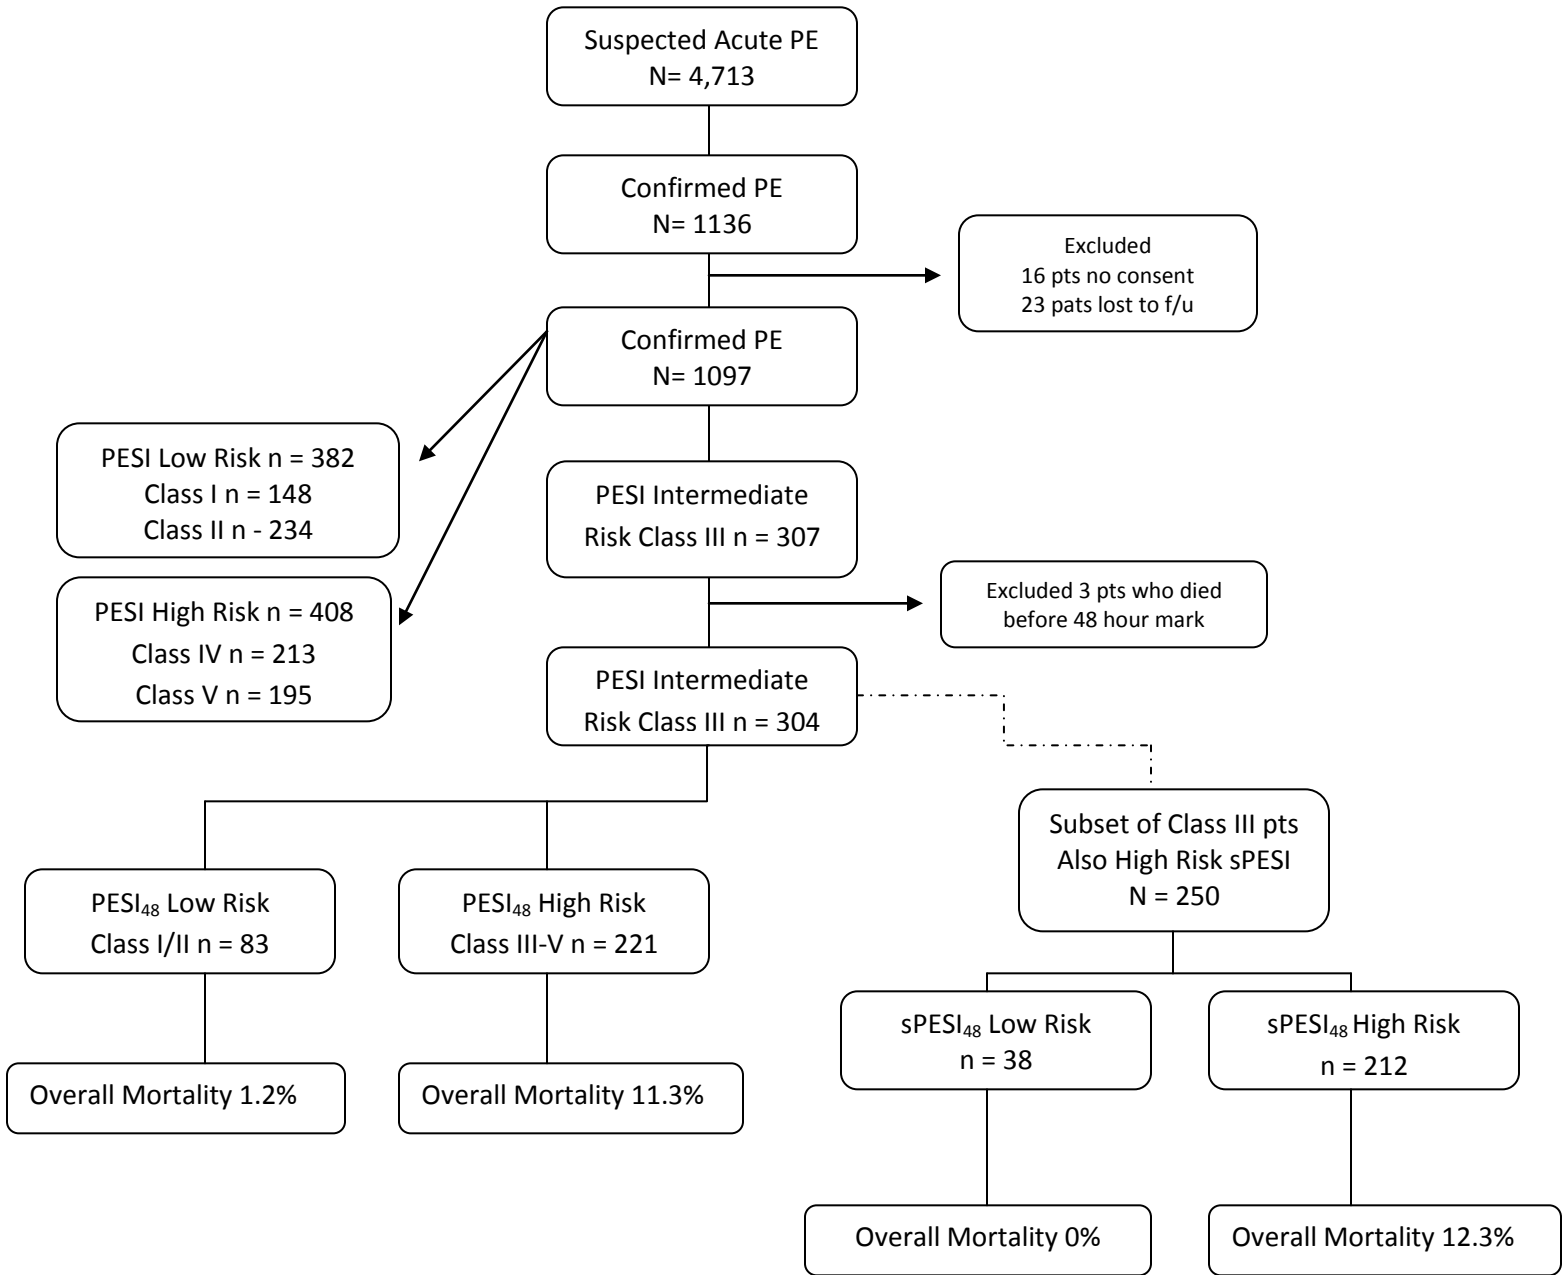 Suspected Acute PE
N= 4,713
Confirmed PE
N= 1136
Excluded
16 pts no consent
23 pats lost to f/u
Confirmed PE
N= 1097
PESI Low Risk n = 382
Class I n = 148
Class II n - 234
PESI Intermediate
Risk Class III n = 307
PESI High Risk n = 408
Class IV n = 213
Class V n = 195
Excluded 3 pts who died
before 48 hour mark
PESI Intermediate
Risk Class III n = 304
Subset of Class III pts
Also High Risk sPESI
N = 250
PESI₄₈ Low Risk
Class I/II n = 83
PESI₄₈ High Risk
Class III-V n = 221
sPESI₄₈ Low Risk
n = 38
sPESI₄₈ High Risk
n = 212
Overall Mortality 1.2%
Overall Mortality 11.3%
Overall Mortality 0%
Overall Mortality 12.3%